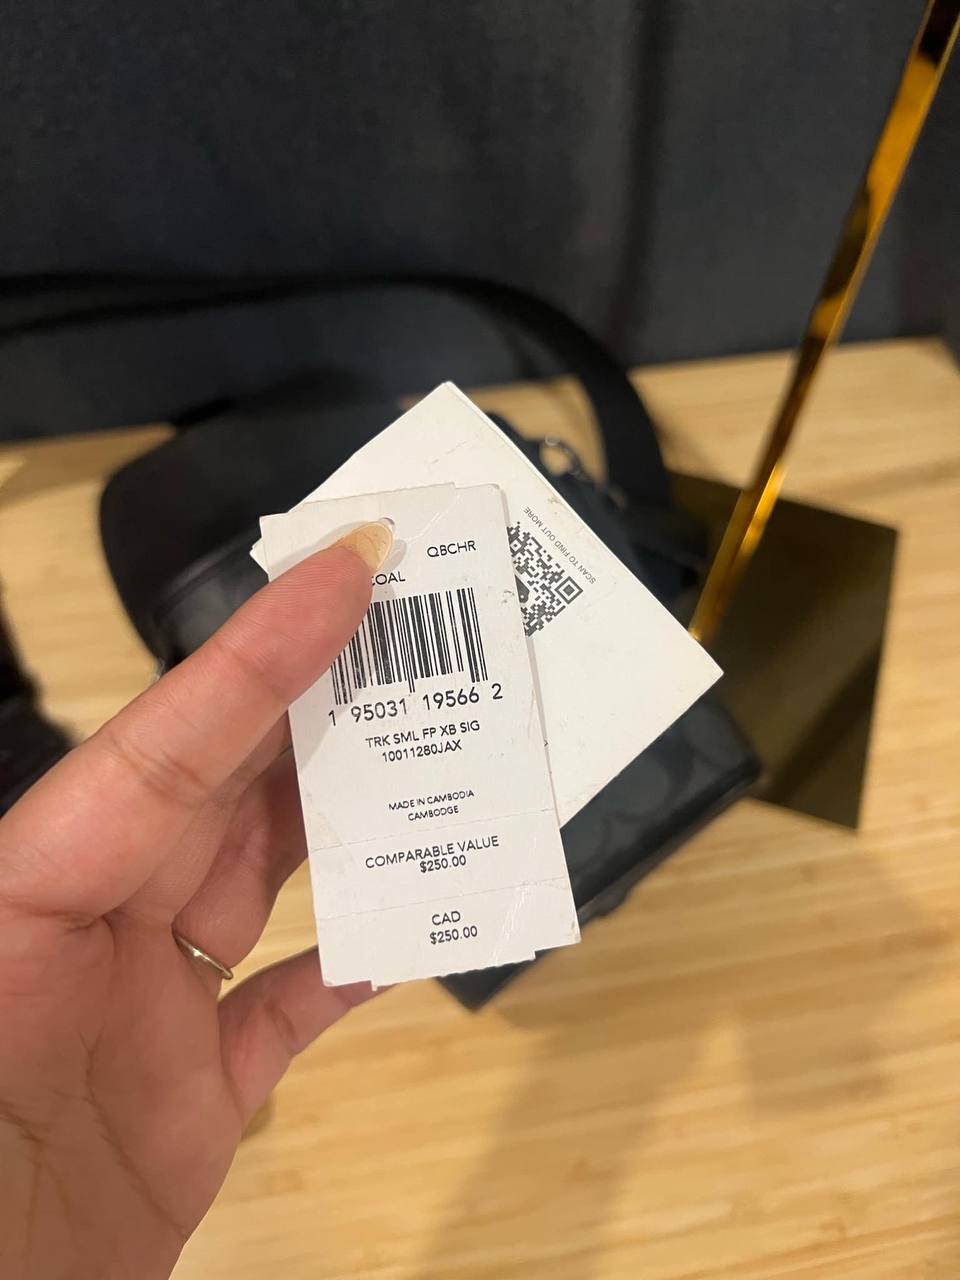 QBCHR
COAL
1 95031 19566 2
TRK SML FP XB SIG
10011280JAX
MADE IN CAMBODIA
CAMBODGE
COMPARABLE VALUE
$250.00
CAD
$250.00
SCAN TO FIND OUT MORE